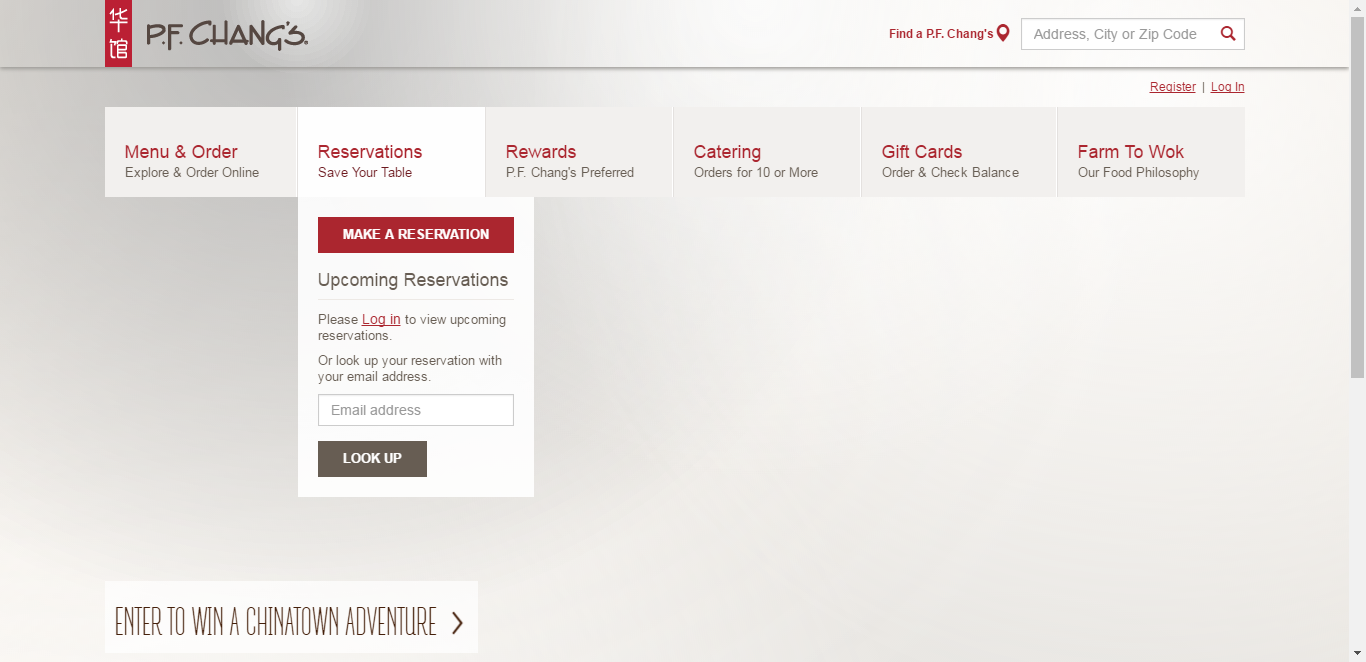 华馆
P.F. CHANG'S.
Find a P.F. Chang's
Address, City or Zip Code
Register | Log In
Menu & Order
Explore & Order Online
Reservations
Save Your Table
Rewards
P.F. Chang's Preferred
Catering
Orders for 10 or More
Gift Cards
Order & Check Balance
Farm To Wok
Our Food Philosophy
MAKE A RESERVATION
Upcoming Reservations
Please Log in to view upcoming
reservations.
Or look up your reservation with
your email address.
Email address
LOOK UP
ENTER TO WIN A CHINATOWN ADVENTURE